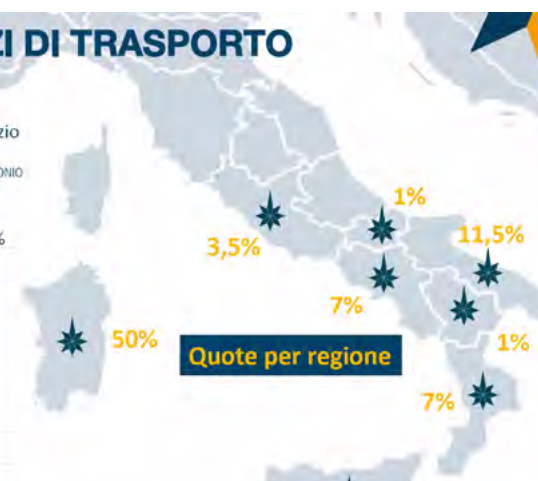 ZI DI TRASPORTO
zio
ONIO
%
1%
3,5%
11,5%
7%
50%
Quote per regione
1%
7%